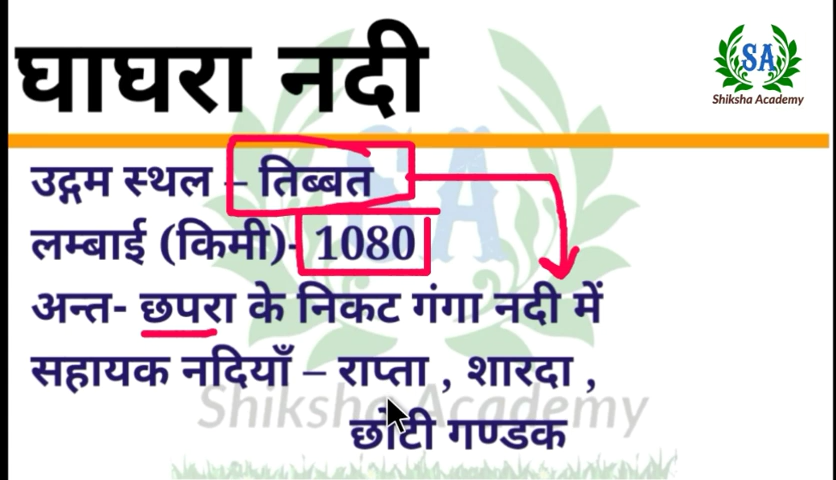 घाघरा नदी
SA
Shiksha Academy
उद्गम स्थल – तिब्बत
लम्बाई (किमी)- 1080
अन्त- छपरा के निकट गंगा नदी में
सहायक नदियाँ – राप्ता , शारदा ,
छोटी गण्डक
SA
Shiksha Academy